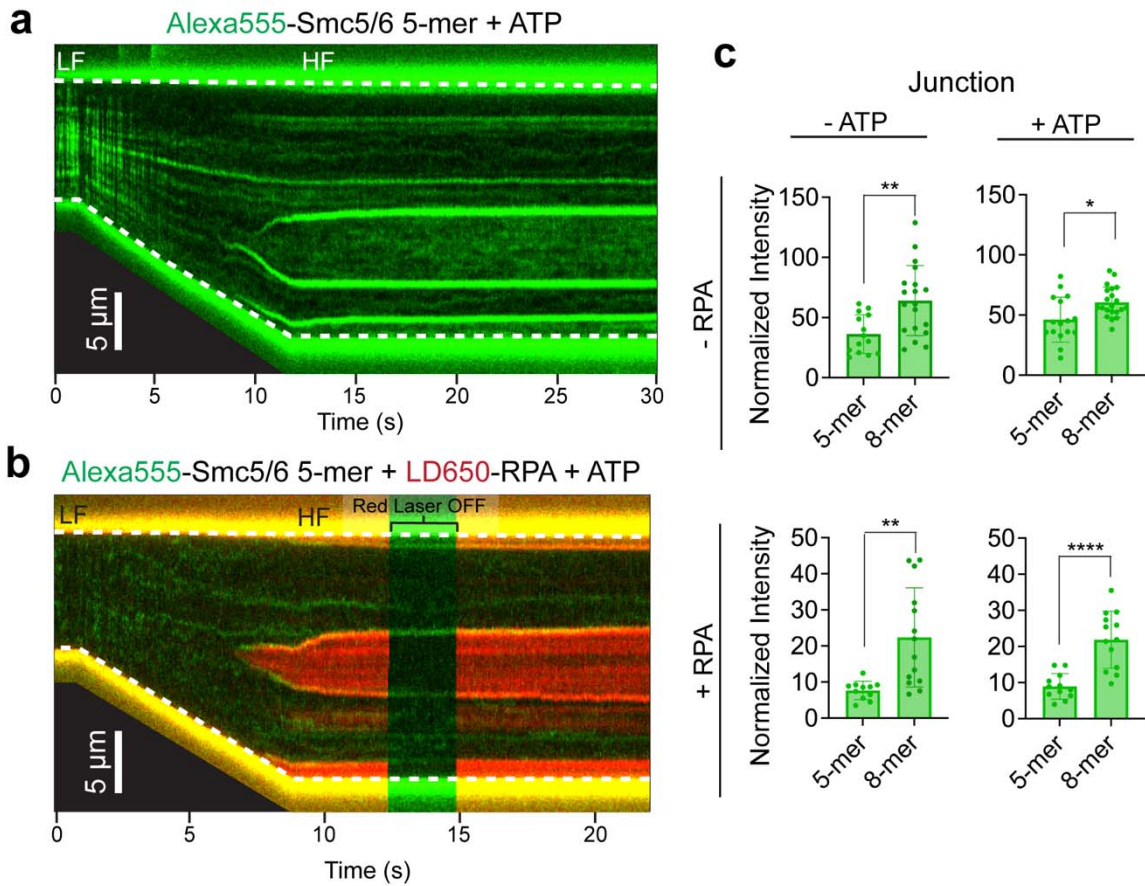 a
Alexa555-Smc5/6 5-mer + ATP
LF
HF
5 µm
0 5 10 15 20 25 30
Time (s)
b
Alexa555-Smc5/6 5-mer + LD650-RPA + ATP
LF
HF
Red Laser OFF
5 µm
0 5 10 15 20
Time (s)
c
Junction
- ATP
+ ATP
- RPA
Normalized Intensity
150
100
50
0
**
5-mer
8-mer
150
100
50
0
*
5-mer
8-mer
+ RPA
Normalized Intensity
50
40
30
20
10
0
**
5-mer
8-mer
50
40
30
20
10
0
****
5-mer
8-mer